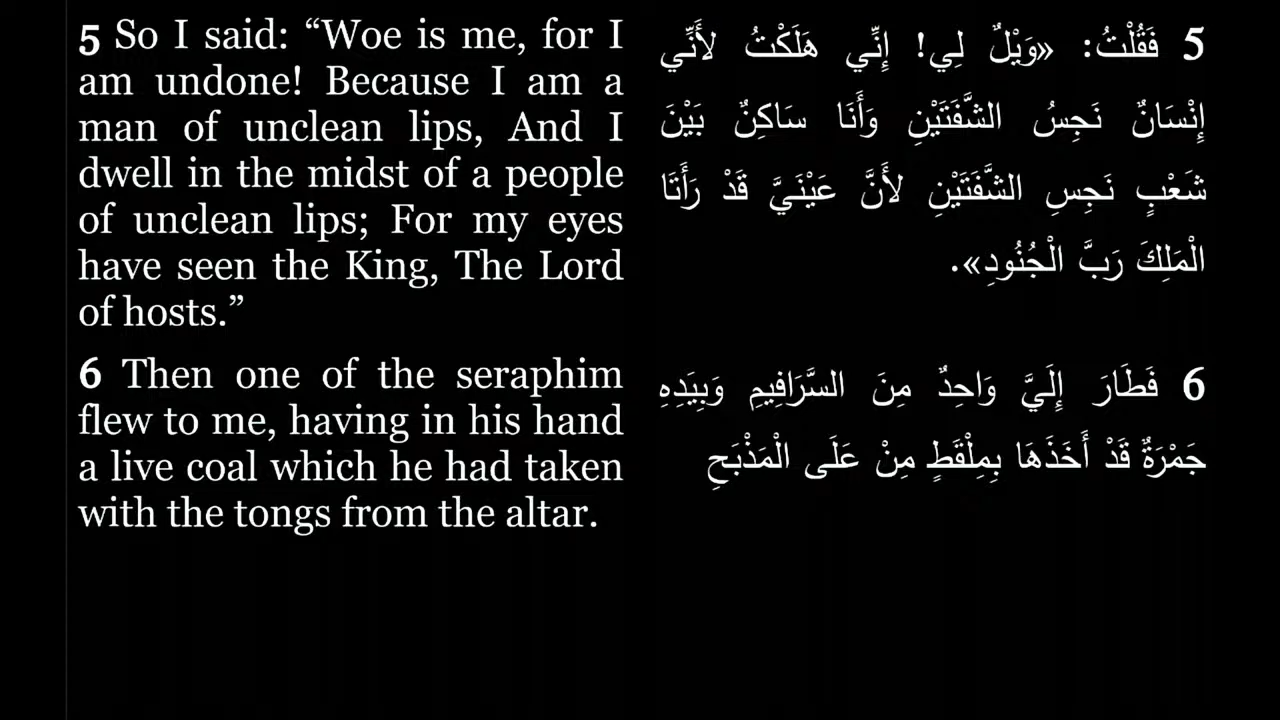 5 So I said: “Woe is me, for I
am undone! Because I am a
man of unclean lips, And I
dwell in the midst of a people
of unclean lips; For my eyes
have seen the King, The Lord
of hosts.”
6 Then one of the seraphim
flew to me, having in his hand
a live coal which he had taken
with the tongs from the altar.
5 فَقُلْتُ: «وَيْلٌ لِي! إِنِّي هَلَكْتُ لأَنِّي
إِنْسَانٌ نَجِسُ الشَّفَتَيْنِ وَأَنَا سَاكِنٌ بَيْنَ
شَعْبٍ نَجِسِ الشَّفَتَيْنِ لأَنَّ عَيْنَيَّ قَدْ رَأَتَا
الْمَلِكَ رَبَّ الْجُنُودِ».
6 فَطَارَ إِلَيَّ وَاحِدٌ مِنَ السَّرَافِيمِ وَبِيَدِهِ
جَمْرَةٌ قَدْ أَخَذَهَا بِمِلْقَطٍ مِنْ عَلَى الْمَذْبَحِ